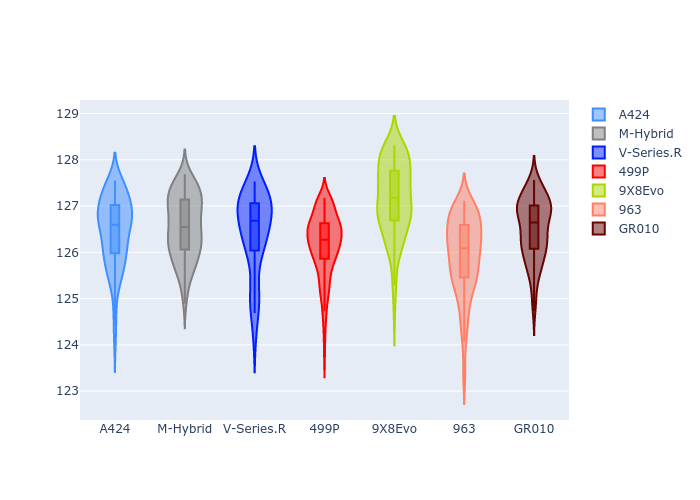 129
128
127
126
125
124
123
A424
M-Hybrid
V-Series.R
499P
9X8Evo
963
GR010
A424
M-Hybrid
V-Series.R
499P
9X8Evo
963
GR010